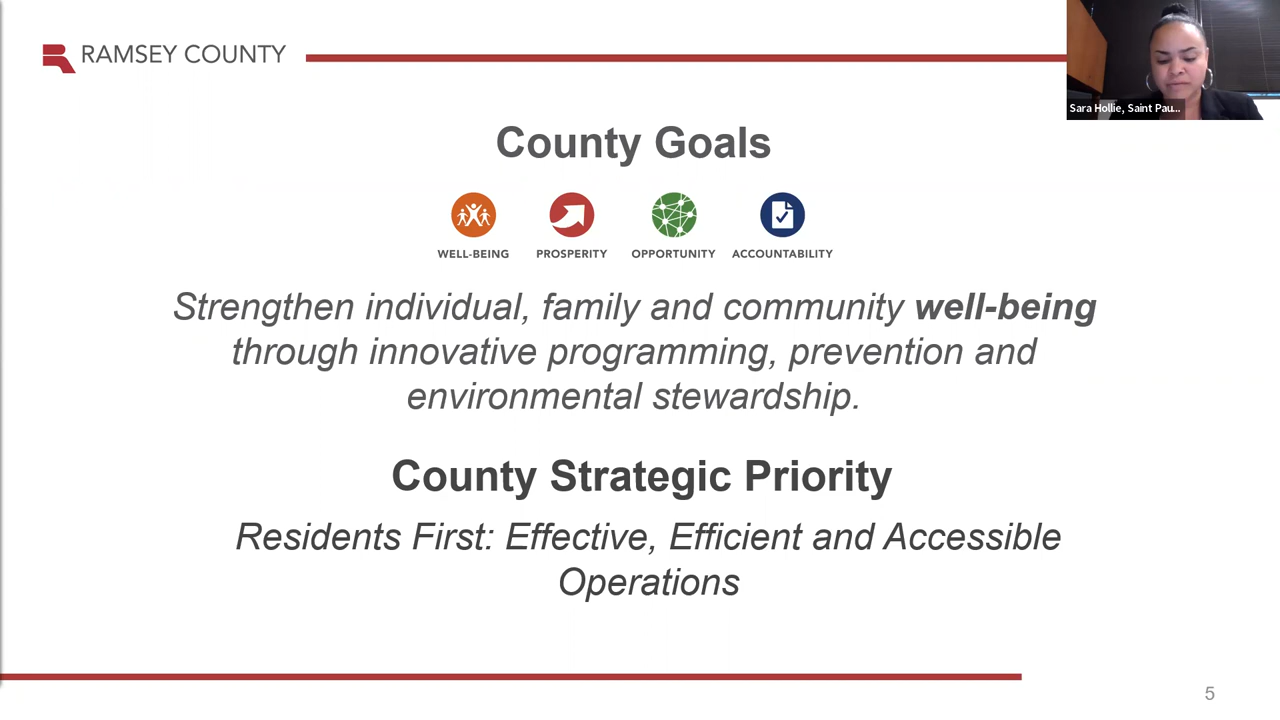 RAMSEY COUNTY
Sara Hollie, Saint Pau...
County Goals
WELL-BEING
PROSPERITY
OPPORTUNITY
ACCOUNTABILITY
Strengthen individual, family and community well-being
through innovative programming, prevention and
environmental stewardship.
County Strategic Priority
Residents First: Effective, Efficient and Accessible
Operations
5